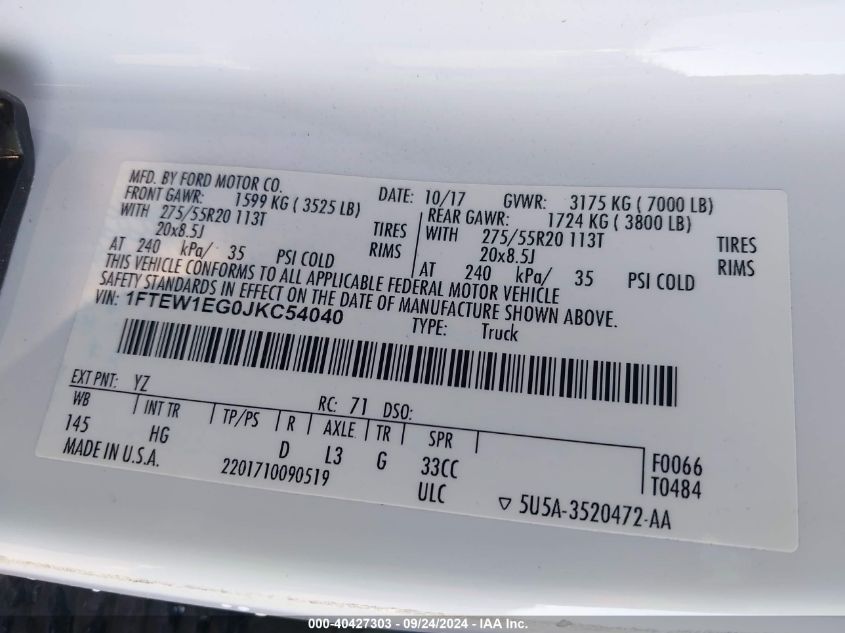 MFD. BY FORD MOTOR CO.
DATE: 10/17 GVWR: 3175 KG ( 7000 LB)
FRONT GAWR: 1599 KG ( 3525 LB)
WITH 275/55R20 113T TIRES
20x8.5J RIMS
AT 240 kPa/ 35 PSI COLD
REAR GAWR: 1724 KG ( 3800 LB)
WITH 275/55R20 113T TIRES
20x8.5J RIMS
AT 240 kPa/ 35 PSI COLD
THIS VEHICLE CONFORMS TO ALL APPLICABLE FEDERAL MOTOR VEHICLE
SAFETY STANDARDS IN EFFECT ON THE DATE OF MANUFACTURE SHOWN ABOVE.
VIN: 1FTEW1EG0JKC54040
TYPE: Truck
EXT PNT: YZ RC: 71 DSO:
WB INT TR TP/PS R AXLE TR SPR
145 HG D L3 G 33CC
F0066
T0484
MADE IN U.S.A. 2201710090519 ULC
▽ 5U5A-3520472-AA
000-40427303 - 09/24/2024 - IAA Inc.